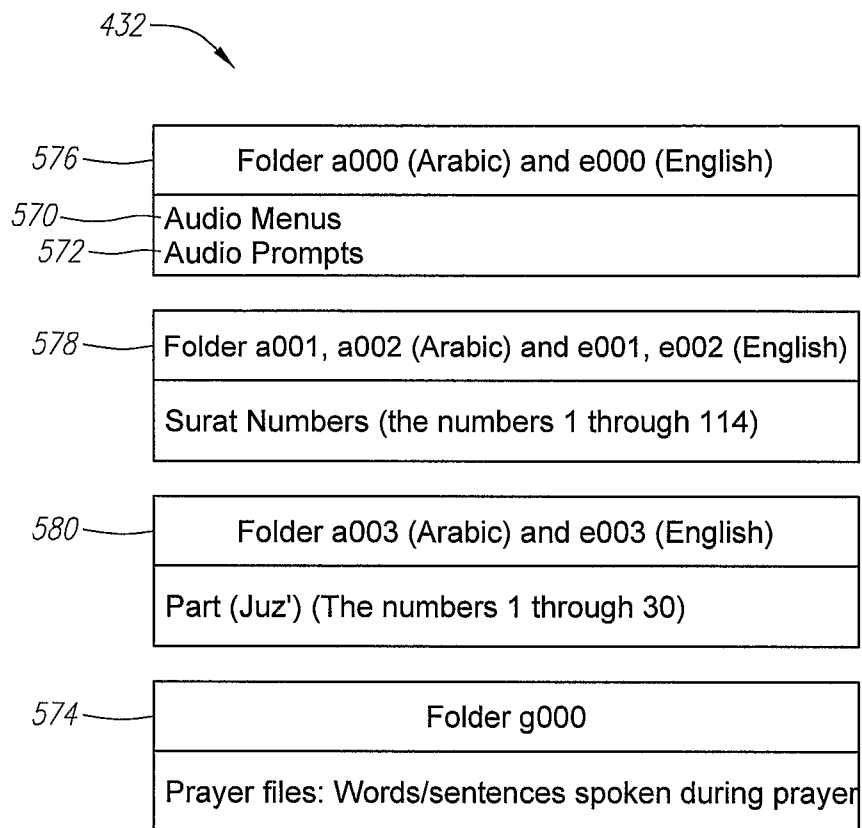 432
576
Folder a000 (Arabic) and e000 (English)
570
Audio Menus
572
Audio Prompts
578
Folder a001, a002 (Arabic) and e001, e002 (English)
Surat Numbers (the numbers 1 through 114)
580
Folder a003 (Arabic) and e003 (English)
Part (Juz') (The numbers 1 through 30)
574
Folder g000
Prayer files: Words/sentences spoken during prayer